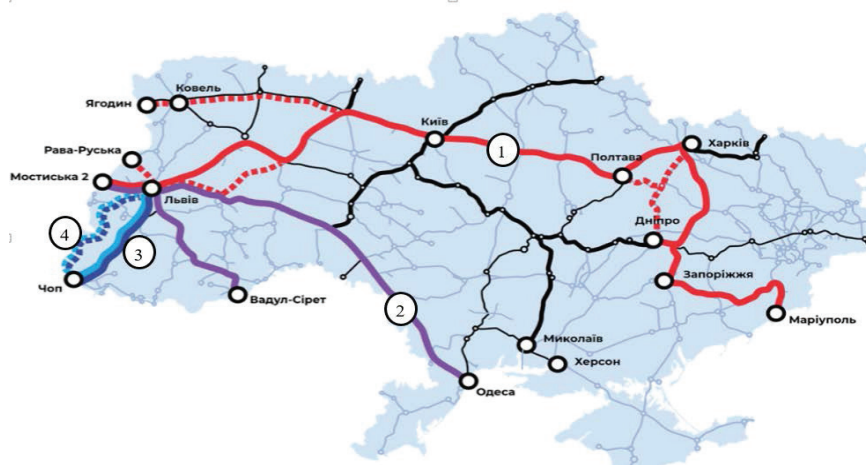 Ковель
Ягодин
Київ
1
Харків
Рава-Руська
Полтава
Мостиська 2
Львів
Дніпро
4
3
Запоріжжя
Чоп
Вадул-Сірет
2
Маріуполь
Миколаїв
Херсон
Одеса